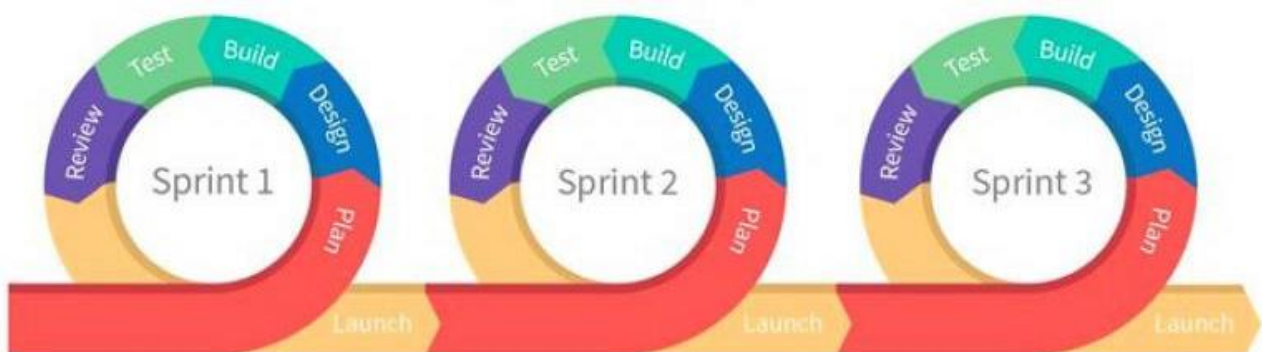 Sprint 1
Plan
Design
Build
Test
Review
Launch
Sprint 2
Plan
Design
Build
Test
Review
Launch
Sprint 3
Plan
Design
Build
Test
Review
Launch